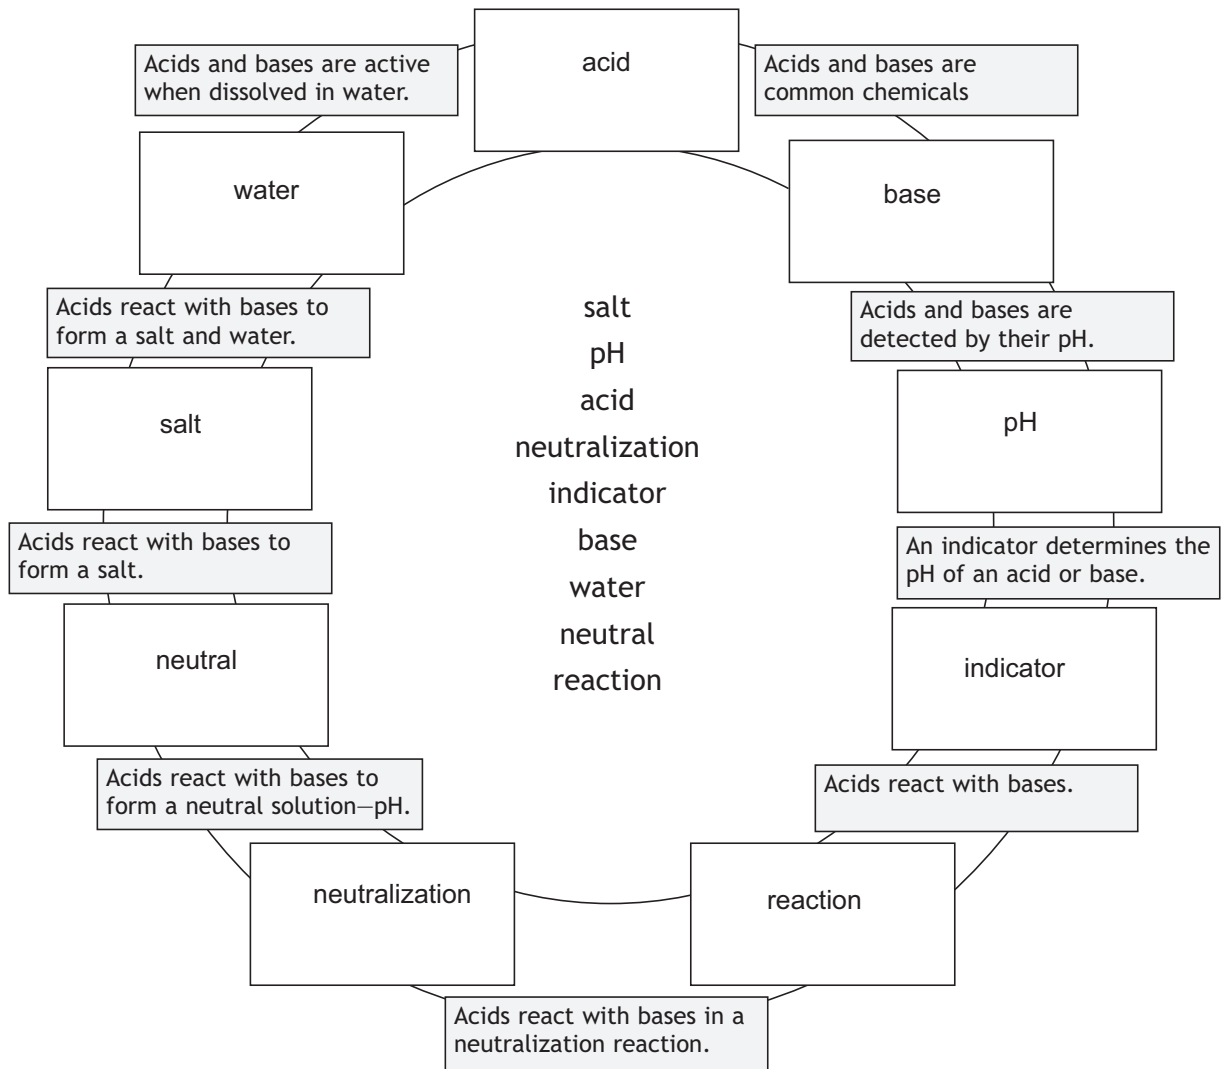 acid
Acids and bases are active
when dissolved in water.
Acids and bases are
common chemicals
water
base
Acids react with bases to
form a salt and water.
Acids and bases are
detected by their pH.
salt
pH
acid
neutralization
indicator
base
water
neutral
reaction
salt
pH
Acids react with bases to
form a salt.
An indicator determines the
pH of an acid or base.
neutral
indicator
Acids react with bases to
form a neutral solution—pH.
Acids react with bases.
neutralization
reaction
Acids react with bases in a
neutralization reaction.